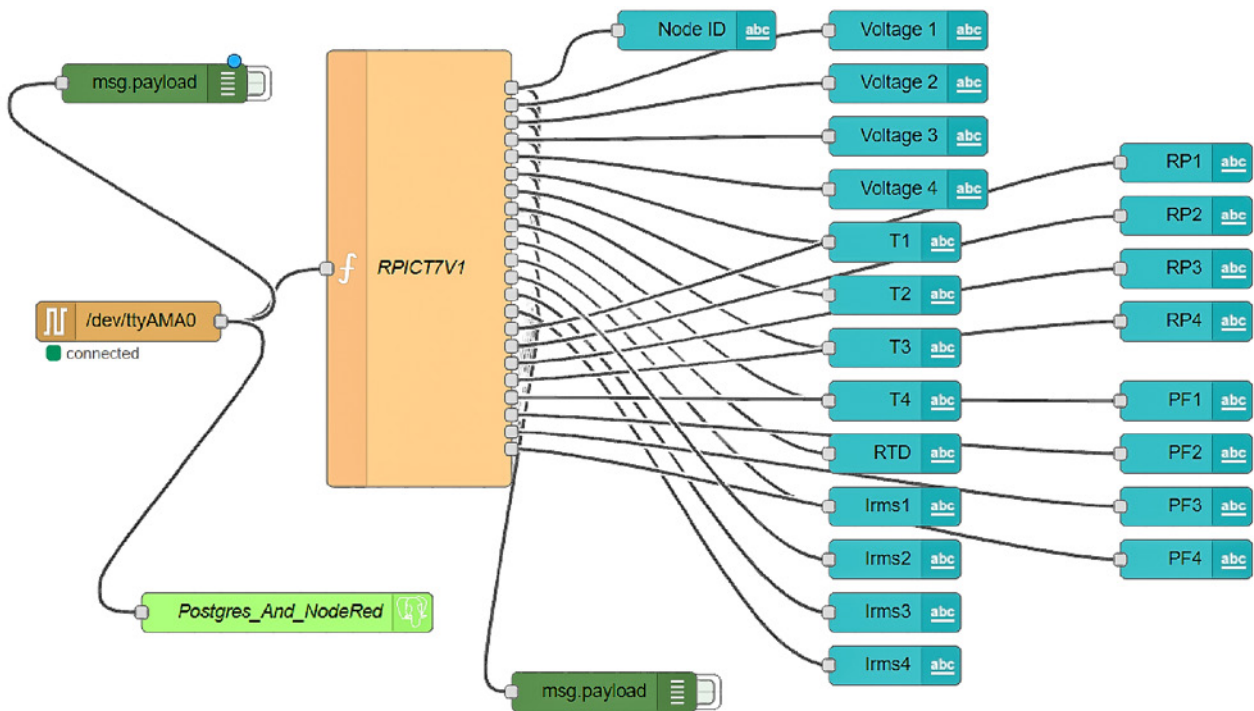 msg.payload
/dev/ttyAMA0
connected
Postgres_And_NodeRed
RPICT7V1
msg.payload
Node ID abc
Voltage 1 abc
Voltage 2 abc
Voltage 3 abc
Voltage 4 abc
T1 abc
T2 abc
T3 abc
T4 abc
RTD abc
Irms1 abc
Irms2 abc
Irms3 abc
Irms4 abc
RP1 abc
RP2 abc
RP3 abc
RP4 abc
PF1 abc
PF2 abc
PF3 abc
PF4 abc